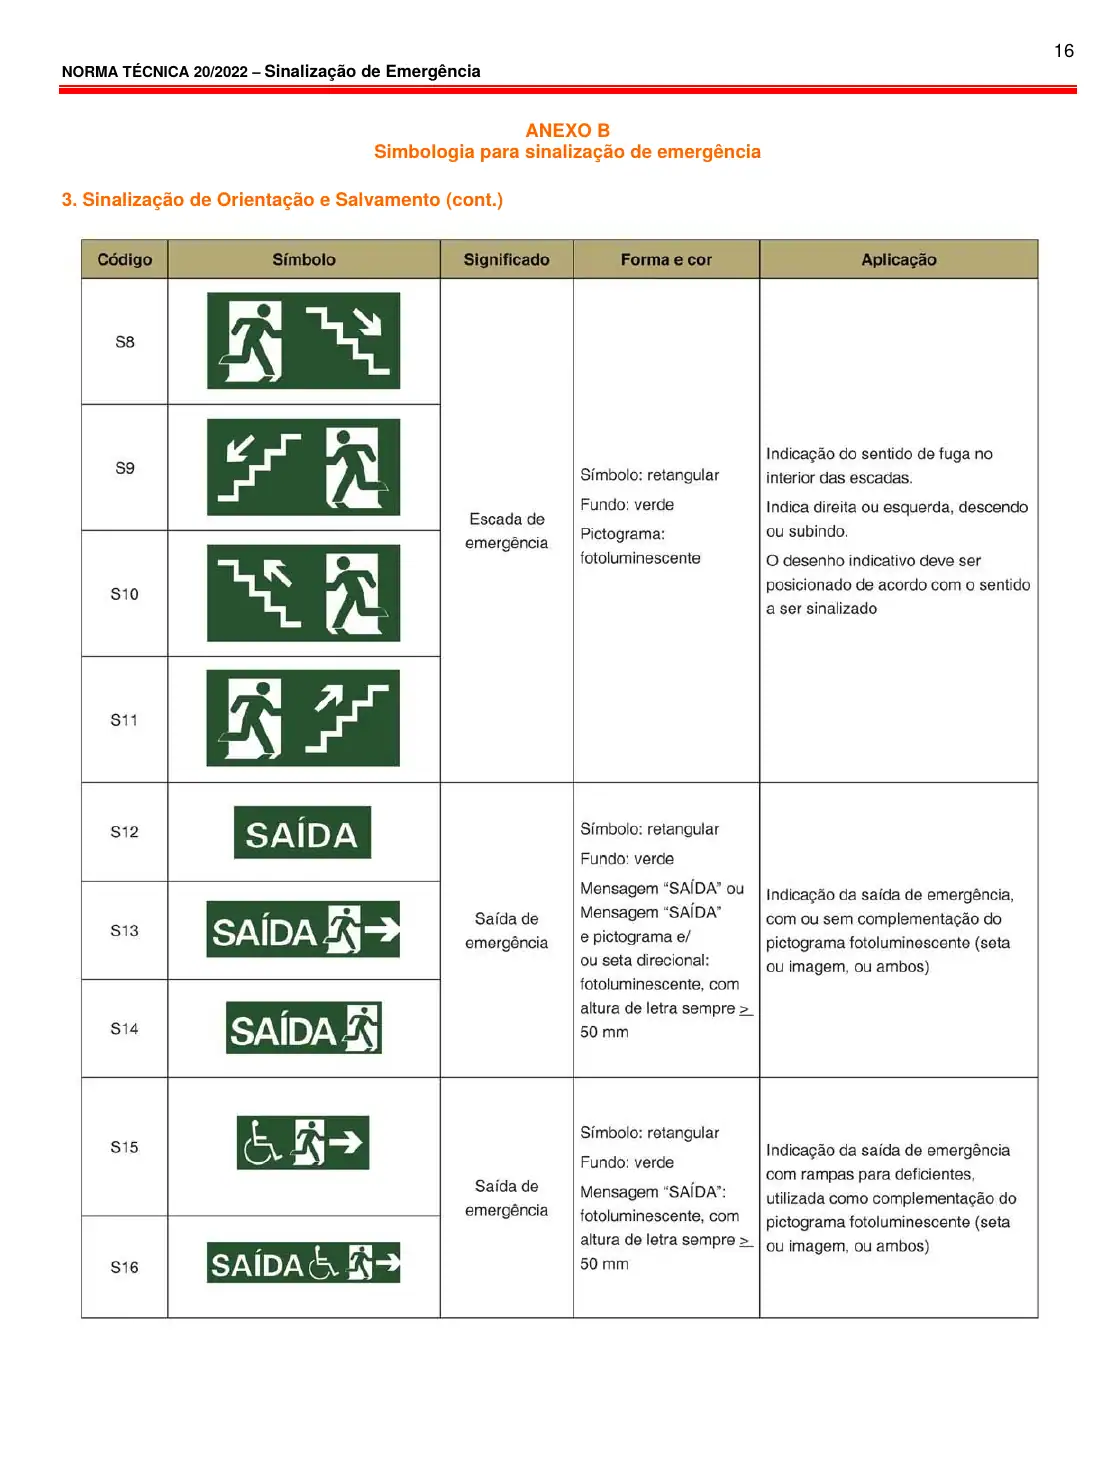 16
NORMA TÉCNICA 20/2022 – Sinalização de Emergência
ANEXO B
Simbologia para sinalização de emergência
3. Sinalização de Orientação e Salvamento (cont.)
Código Símbolo Significado Forma e cor Aplicação
S8
S9
S10
S11
Escada de
emergência
Símbolo: retangular
Fundo: verde
Pictograma:
fotoluminescente
Indicação do sentido de fuga no
interior das escadas.
Indica direita ou esquerda, descendo
ou subindo.
O desenho indicativo deve ser
posicionado de acordo com o sentido
a ser sinalizado
S12
SAÍDA
S13
SAÍDA
S14
SAÍDA
Saída de
emergência
Símbolo: retangular
Fundo: verde
Mensagem “SAÍDA” ou
Mensagem “SAÍDA”
e pictograma e/
ou seta direcional:
fotoluminescente, com
altura de letra sempre ≥
50 mm
Indicação da saída de emergência,
com ou sem complementação do
pictograma fotoluminescente (seta
ou imagem, ou ambos)
S15
S16
SAÍDA
Saída de
emergência
Símbolo: retangular
Fundo: verde
Mensagem “SAÍDA”:
fotoluminescente, com
altura de letra sempre ≥
50 mm
Indicação da saída de emergência
com rampas para deficientes,
utilizada como complementação do
pictograma fotoluminescente (seta
ou imagem, ou ambos)